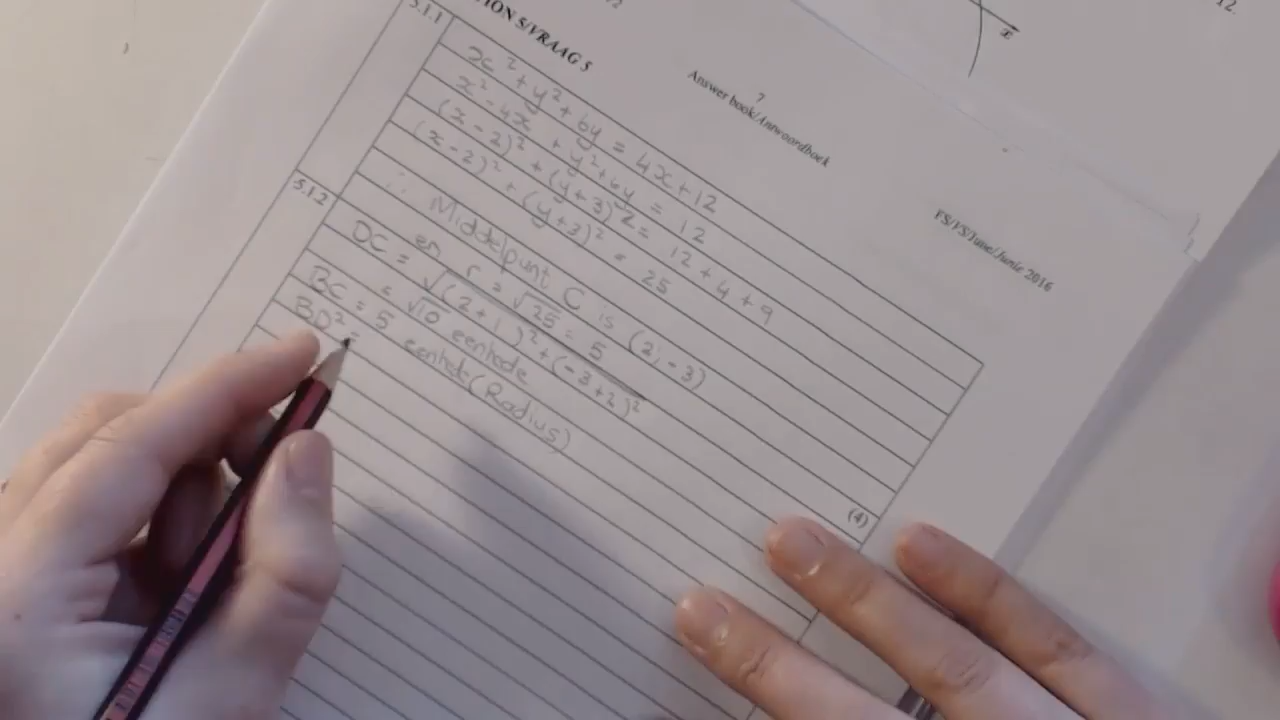 7
Answer book/Antwoordboek
FS/VS/June/Junie 2016
ION 5/VRAAG 5
5.1.1
x² + y² + 6y = 4x + 12
x² - 4x + y² + 6y = 12
(x - 2)² + (y + 3)² = 12 + 4 + 9
(x - 2)² + (y + 3)² = 25
∴ Middelpunt C is (2; -3)
en r = √25 = 5
(4)
5.1.2
DC = √(2 + 1)² + (-3 + 2)²
= √10 eenhede
BC = 5 eenhede (Radius)
BD² =
x
12.